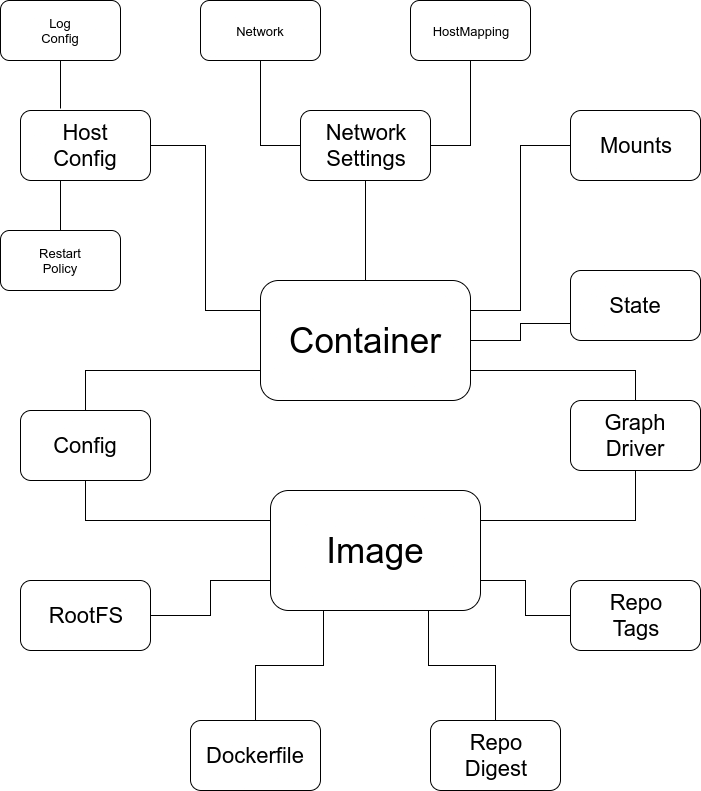 Log
Config
Network
HostMapping
Host
Config
Network
Settings
Mounts
Restart
Policy
State
Container
Config
Graph
Driver
Image
RootFS
Repo
Tags
Dockerfile
Repo
Digest